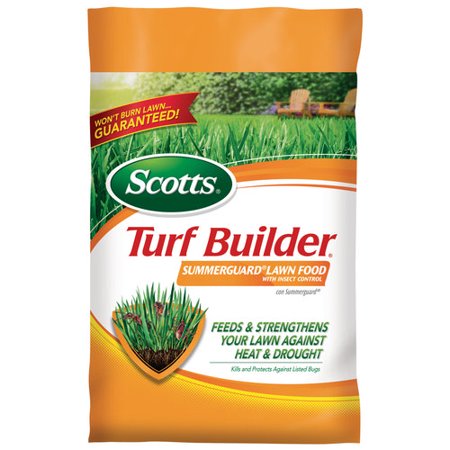 WON'T BURN LAWN...
GUARANTEED!
Scotts®
Turf Builder®
SUMMERGUARD® LAWN FOOD
WITH INSECT CONTROL
con Summerguard®
FEEDS & STRENGTHENS
YOUR LAWN AGAINST
HEAT & DROUGHT
Kills and Protects Against Listed Bugs